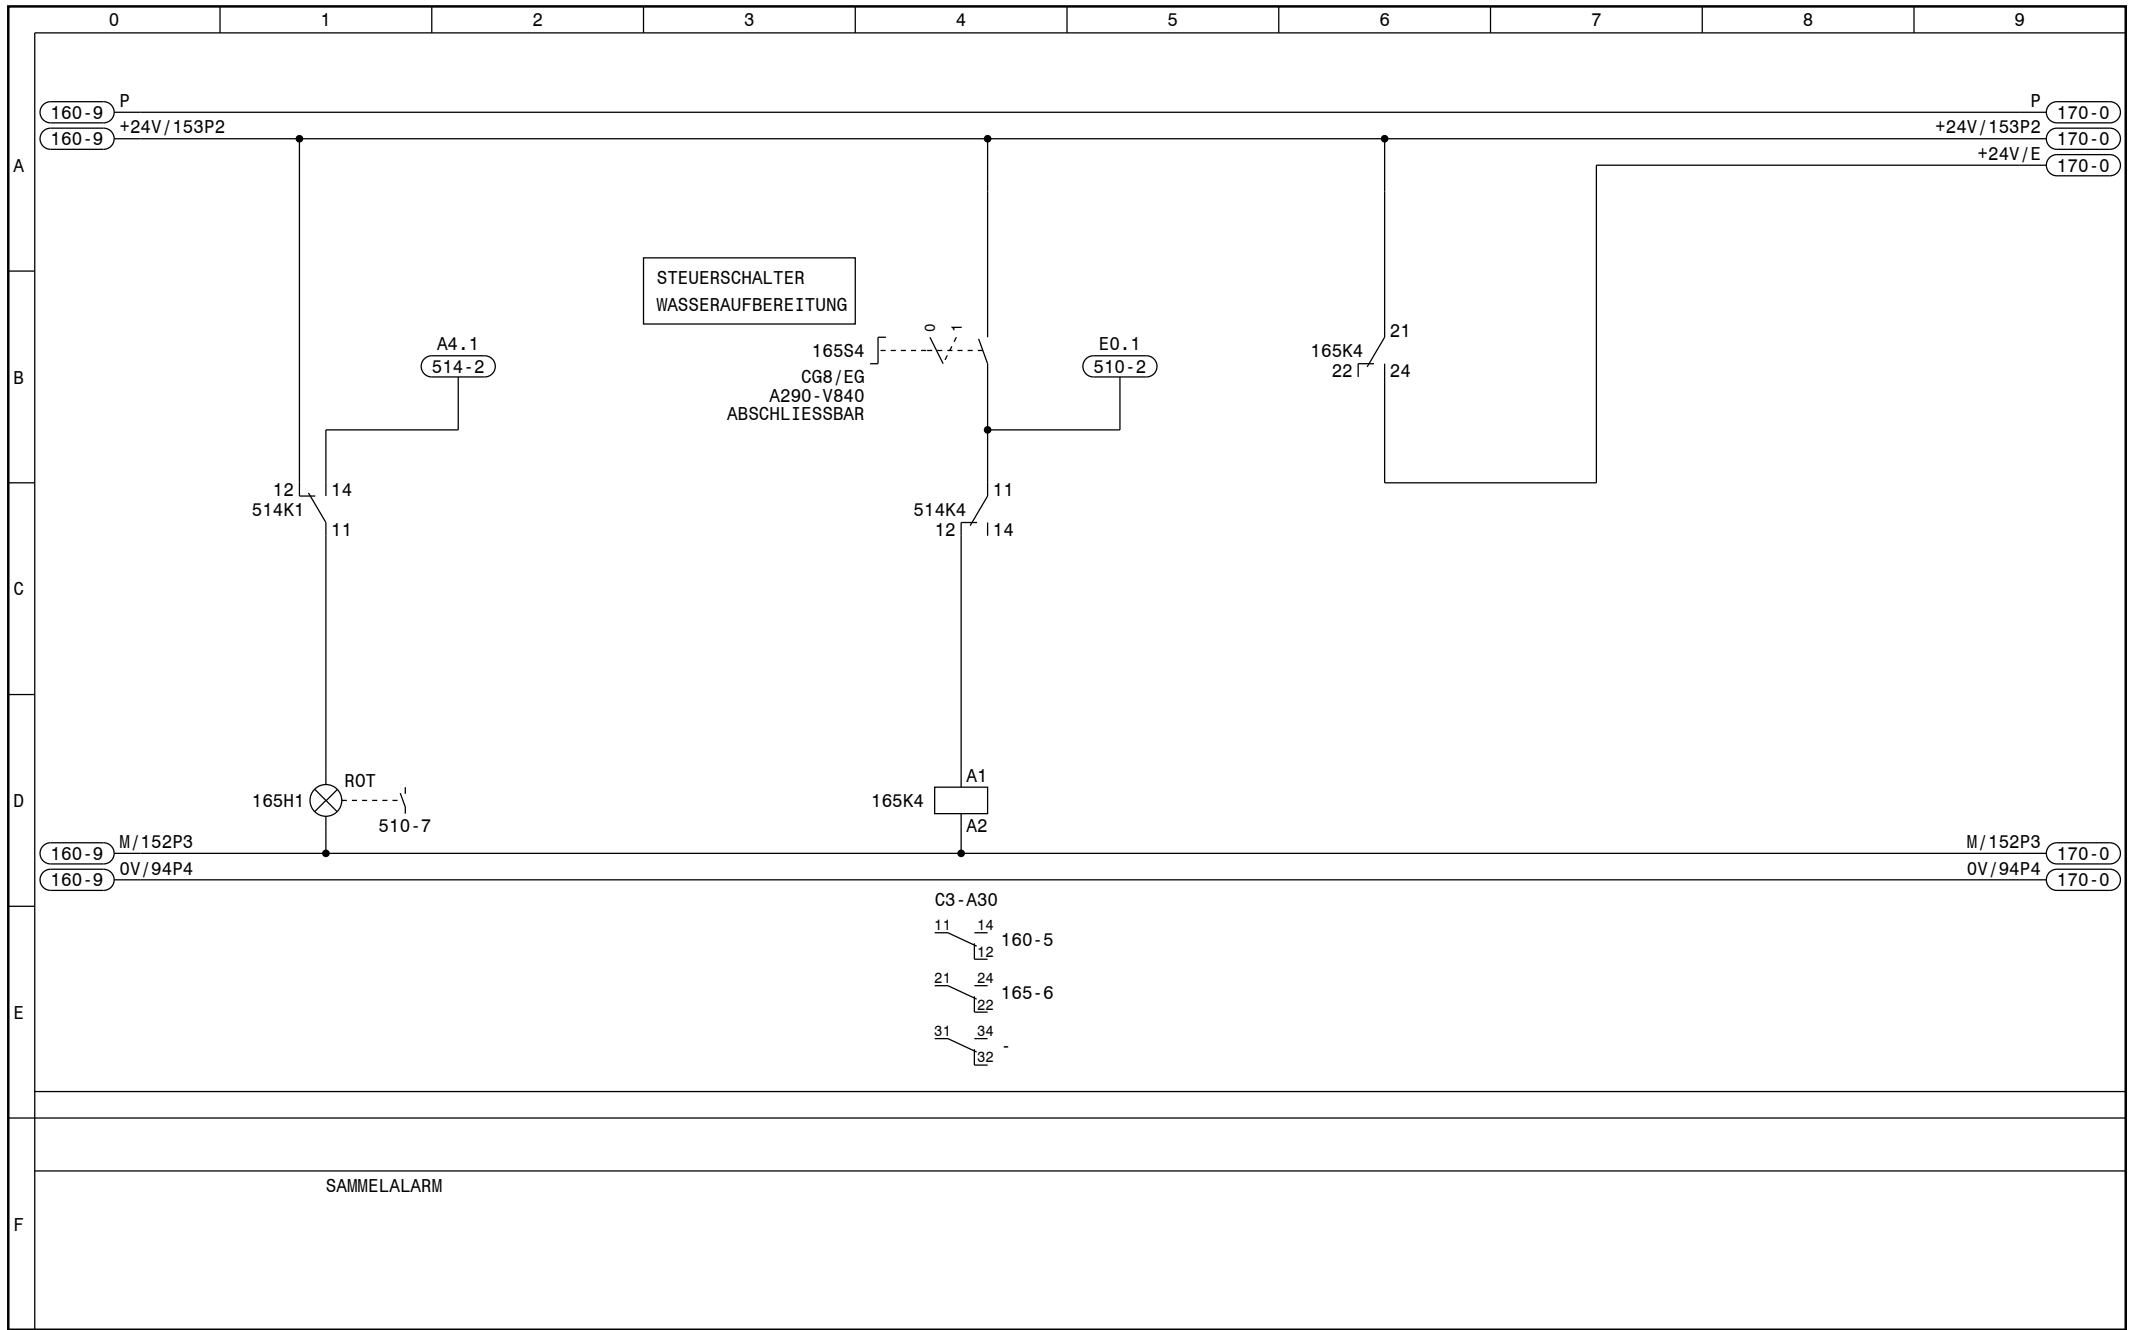 0 1 2 3 4 5 6 7 8 9
P P
160-9 170-0
+24V/153P2 +24V/153P2
160-9 170-0
+24V/E
A 170-0
STEUERSCHALTER
WASSERAUFBEREITUNG
0 1
21
A4.1 165S4 E0.1 165K4
514-2 510-2
22 24
B CG8/EG
A290-V840
ABSCHLIESSBAR
12 14 11
514K1 514K4
11 12 14
C
A1
ROT
D 165H1 165K4
510-7 A2
M/152P3 M/152P3
160-9 170-0
0V/94P4 0V/94P4
160-9 170-0
C3-A30
11 14
160-5
12
21 24
165-6
22
E
31 34
-
32
SAMMELALARM
F